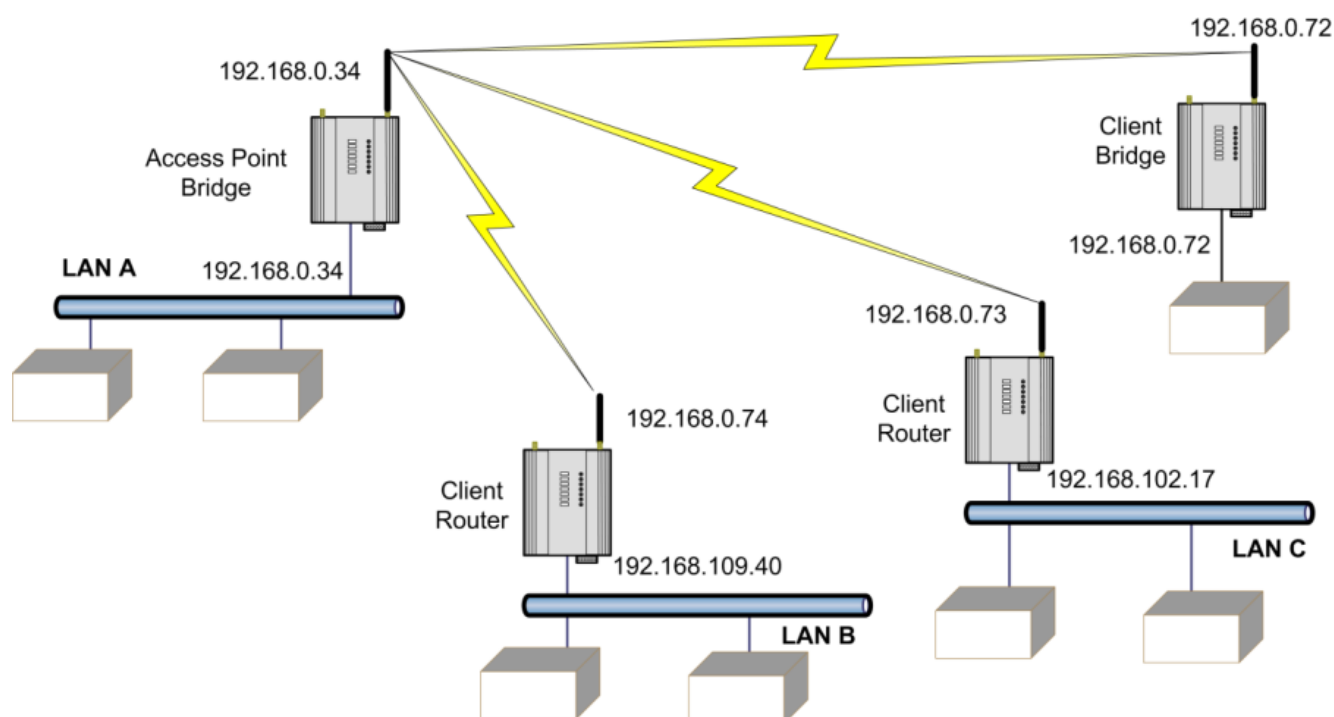 192.168.0.72
192.168.0.34
Access Point
Bridge
Client
Bridge
192.168.0.72
LAN A
192.168.0.34
192.168.0.73
Client
Router
192.168.0.74
192.168.102.17
Client
Router
LAN C
192.168.109.40
LAN B